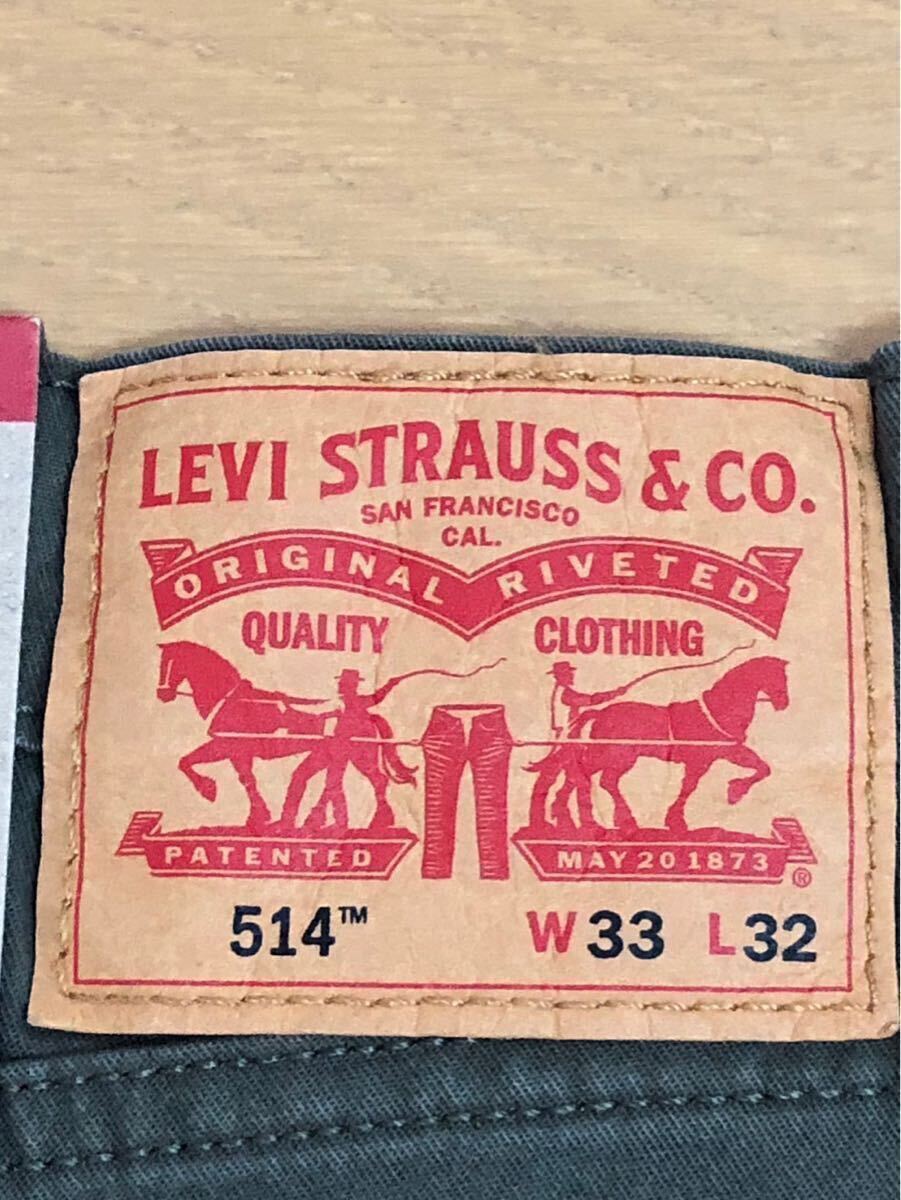 LEVI STRAUSS & CO.
SAN FRANCISCO
CAL.
ORIGINAL RIVETED
QUALITY CLOTHING
PATENTED MAY 20 1873 ®
514™ W33 L32